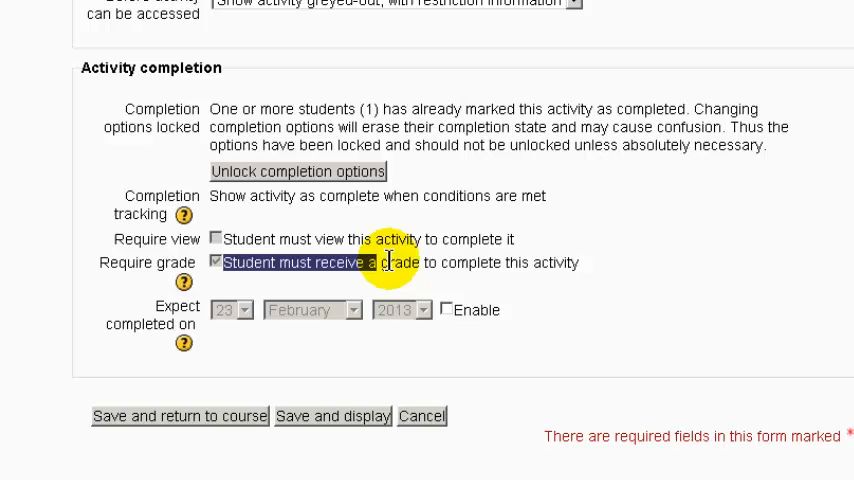 Before activity can be accessed
Show activity greyed-out, with restriction information
Activity completion
Completion options locked
One or more students (1) has already marked this activity as completed. Changing
completion options will erase their completion state and may cause confusion. Thus the
options have been locked and should not be unlocked unless absolutely necessary.
Unlock completion options
Completion tracking
Show activity as complete when conditions are met
Require view
Student must view this activity to complete it
Require grade
Student must receive a grade to complete this activity
Expect completed on
23 February 2013 Enable
Save and return to course Save and display Cancel
There are required fields in this form marked *